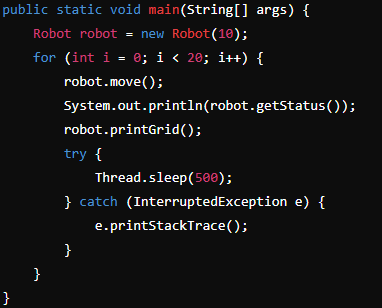 public static void main(String[] args) {
    Robot robot = new Robot(10);
    for (int i = 0; i < 20; i++) {
        robot.move();
        System.out.println(robot.getStatus());
        robot.printGrid();
        try {
            Thread.sleep(500);
        } catch (InterruptedException e) {
            e.printStackTrace();
        }
    }
}